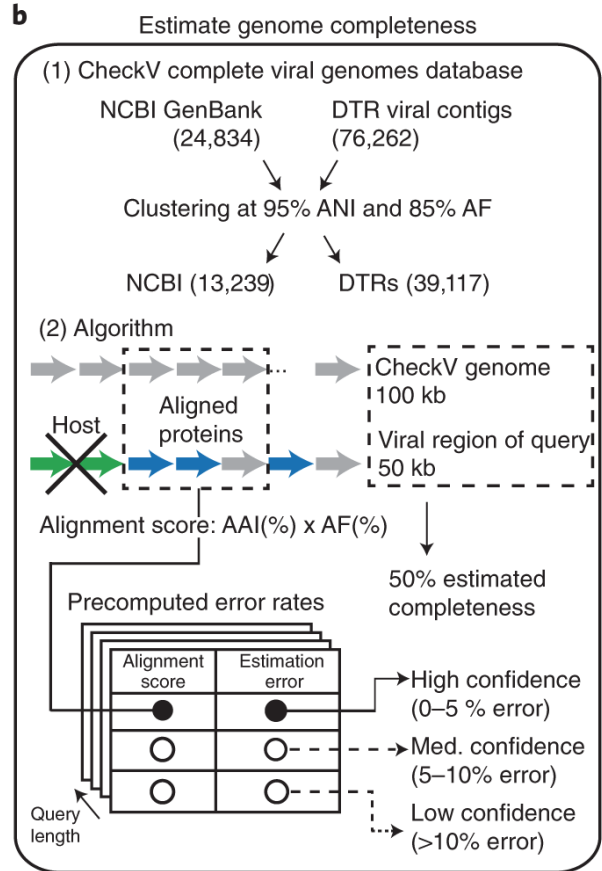 b
Estimate genome completeness
(1) CheckV complete viral genomes database
NCBI GenBank
(24,834)
DTR viral contigs
(76,262)
Clustering at 95% ANI and 85% AF
NCBI (13,239)
DTRs (39,117)
(2) Algorithm
...
CheckV genome
100 kb
Host
Aligned
proteins
Viral region of query
50 kb
Alignment score: AAI(%) x AF(%)
50% estimated
completeness
Precomputed error rates
Alignment
score
Estimation
error
High confidence
(0–5 % error)
Med. confidence
(5–10% error)
Low confidence
(>10% error)
Query
length